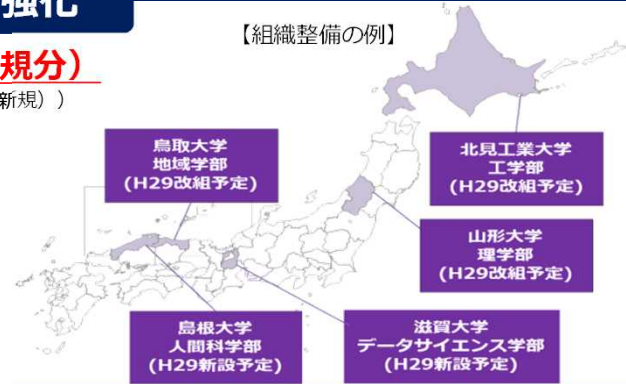 強化
【組織整備の例】
規分）
新規））
鳥取大学
地域学部
(H29改組予定)
北見工業大学
工学部
(H29改組予定)
山形大学
理学部
(H29改組予定)
島根大学
人間科学部
(H29新設予定)
滋賀大学
データサイエンス学部
(H29新設予定)